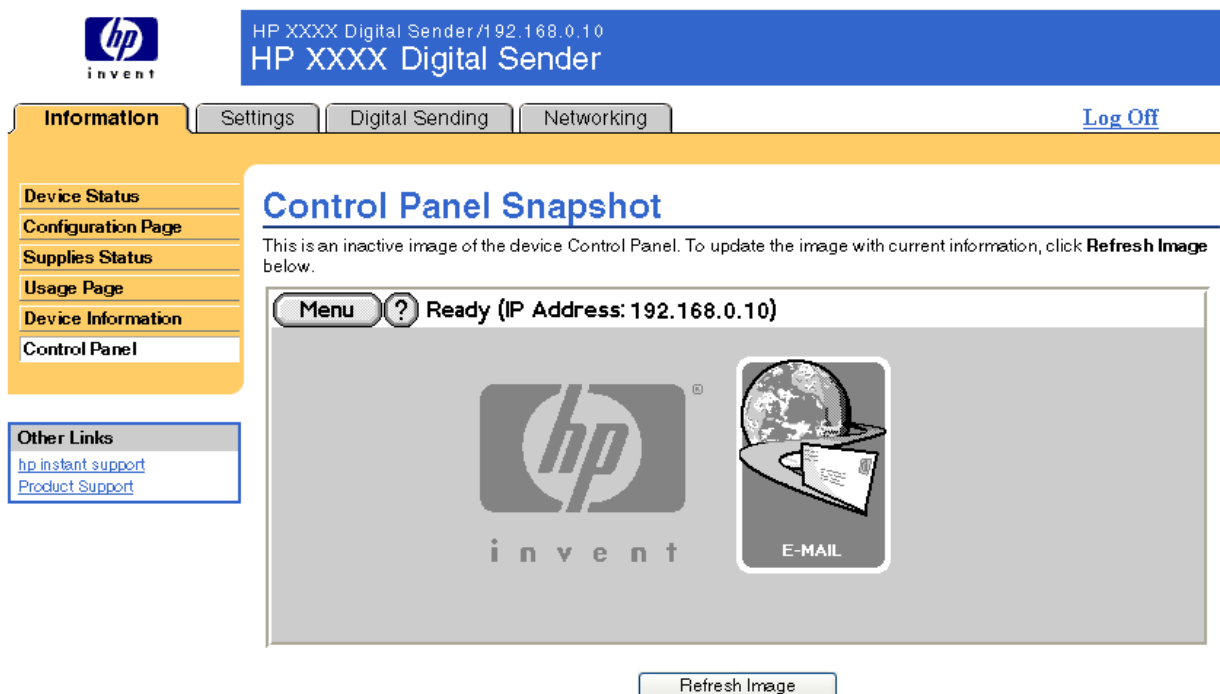 hp
invent
HP XXXX Digital Sender/192.168.0.10
HP XXXX Digital Sender
Information
Settings
Digital Sending
Networking
Log Off
Device Status
Configuration Page
Supplies Status
Usage Page
Device Information
Control Panel
Other Links
hp instant support
Product Support
Control Panel Snapshot
This is an inactive image of the device Control Panel. To update the image with current information, click Refresh Image
below.
Menu ? Ready (IP Address: 192.168.0.10)
hp ®
invent
E-MAIL
Refresh Image